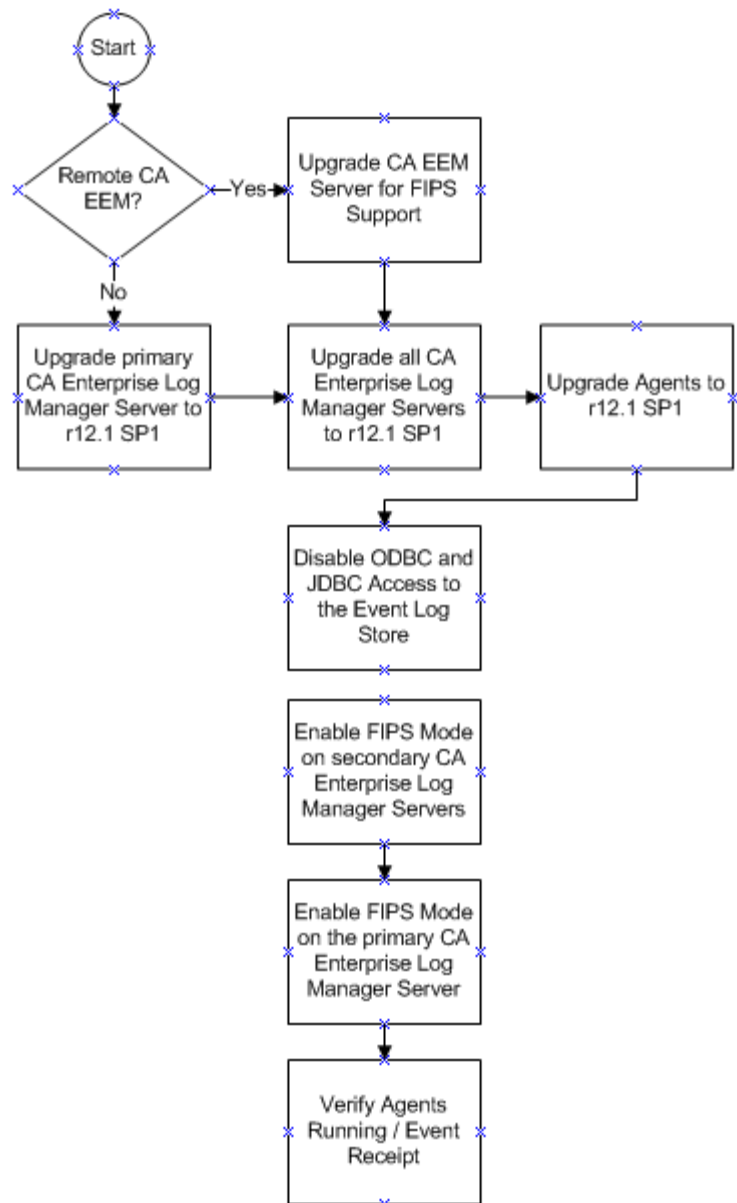 Start
Remote CA
EEM?
Yes
Upgrade CA EEM
Server for FIPS
Support
No
Upgrade primary
CA Enterprise Log
Manager Server to
r12.1 SP1
Upgrade all CA
Enterprise Log
Manager Servers
to r12.1 SP1
Upgrade Agents to
r12.1 SP1
Disable ODBC and
JDBC Access to
the Event Log
Store
Enable FIPS Mode
on secondary CA
Enterprise Log
Manager Servers
Enable FIPS Mode
on the primary CA
Enterprise Log
Manager Server
Verify Agents
Running / Event
Receipt